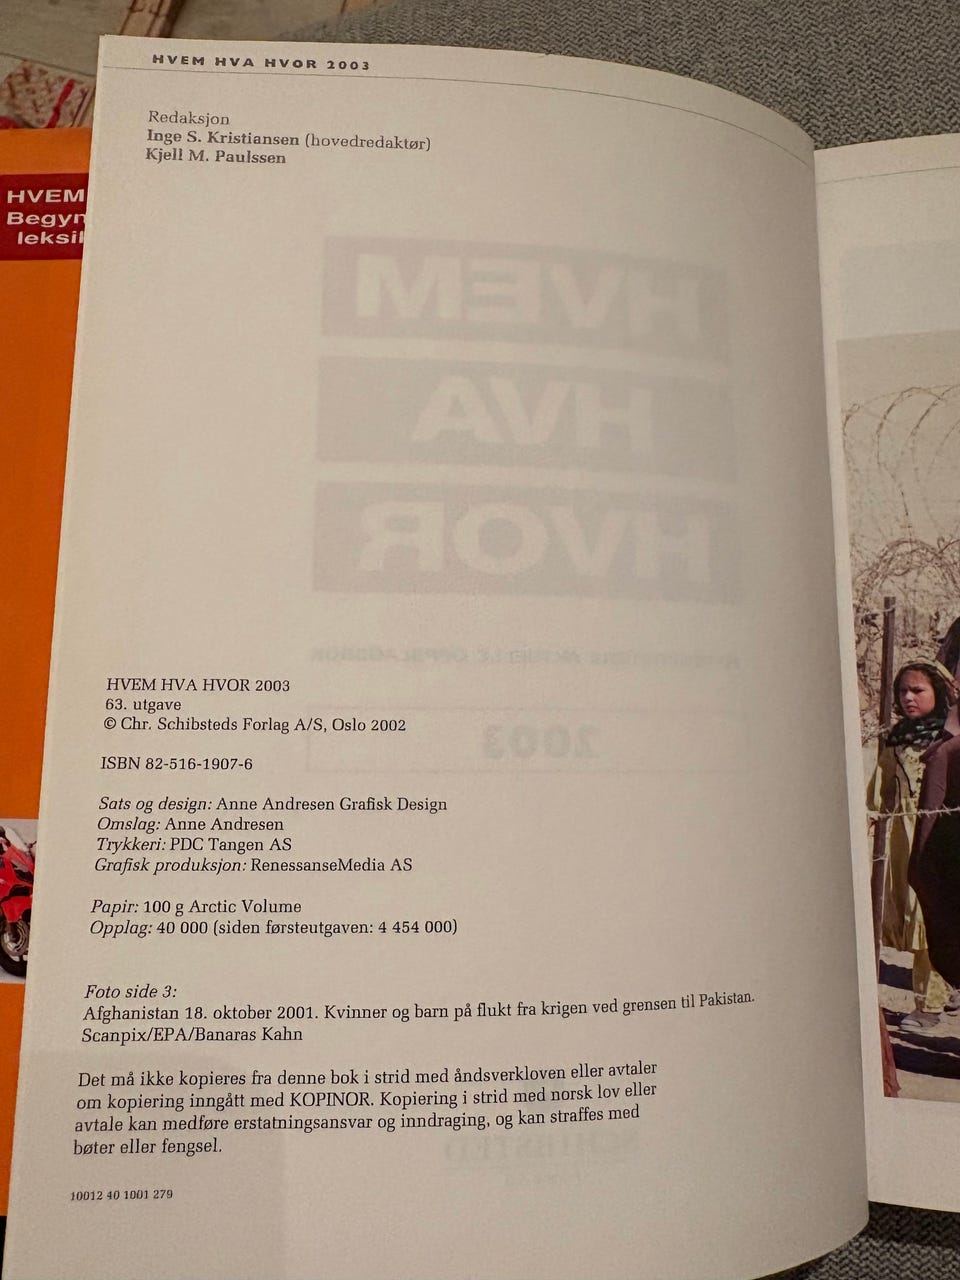 HVEM HVA HVOR 2003
Redaksjon
Inge S. Kristiansen (hovedredaktør)
Kjell M. Paulssen
HVEM
Begyn
leksil
HVEM
HVA
HVOR
2003
HVEM HVA HVOR 2003
63. utgave
© Chr. Schibsteds Forlag A/S, Oslo 2002
ISBN 82-516-1907-6
Sats og design: Anne Andresen Grafisk Design
Omslag: Anne Andresen
Trykkeri: PDC Tangen AS
Grafisk produksjon: RenessanseMedia AS
Papir: 100 g Arctic Volume
Opplag: 40 000 (siden førsteutgaven: 4 454 000)
Foto side 3:
Afghanistan 18. oktober 2001. Kvinner og barn på flukt fra krigen ved grensen til Pakistan.
Scanpix/EPA/Banaras Kahn
Det må ikke kopieres fra denne bok i strid med åndsverkloven eller avtaler
om kopiering inngått med KOPINOR. Kopiering i strid med norsk lov eller
avtale kan medføre erstatningsansvar og inndraging, og kan straffes med
bøter eller fengsel.
10012 40 1001 279